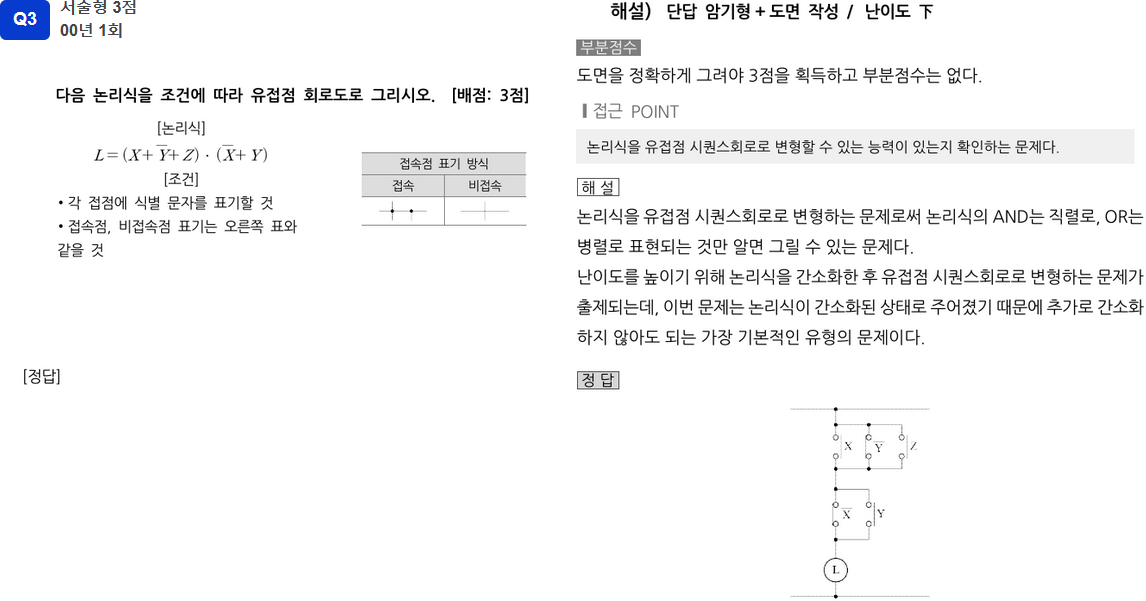 Q3
서술형 3점
00년 1회
다음 논리식을 조건에 따라 유접점 회로도로 그리시오. [배점: 3점]
[논리식]
L=(X+Y̅+Z)·(X̅+Y)
[조건]
• 각 접점에 식별 문자를 표기할 것
• 접속점, 비접속점 표기는 오른쪽 표와
같을 것
접속점 표기 방식
접속 비접속
[정답]
해설) 단답 암기형+도면 작성 / 난이도 下
부분점수
도면을 정확하게 그려야 3점을 획득하고 부분점수는 없다.
접근 POINT
논리식을 유접점 시퀀스회로로 변형할 수 있는 능력이 있는지 확인하는 문제다.
해 설
논리식을 유접점 시퀀스회로로 변형하는 문제로써 논리식의 AND는 직렬로, OR는
병렬로 표현되는 것만 알면 그릴 수 있는 문제다.
난이도를 높이기 위해 논리식을 간소화한 후 유접점 시퀀스회로로 변형하는 문제가
출제되는데, 이번 문제는 논리식이 간소화된 상태로 주어졌기 때문에 추가로 간소화
하지 않아도 되는 가장 기본적인 유형의 문제이다.
정 답
X Y̅ Z
X̅ Y
L